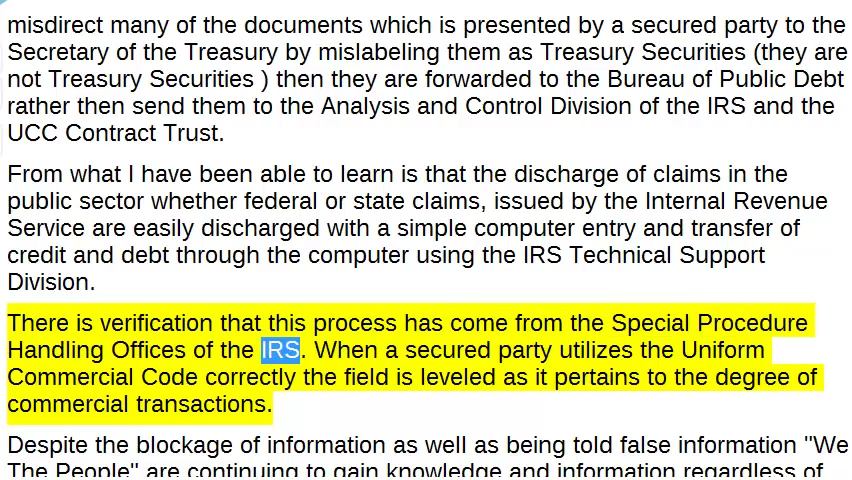 misdirect many of the documents which is presented by a secured party to the
Secretary of the Treasury by mislabeling them as Treasury Securities (they are
not Treasury Securities ) then they are forwarded to the Bureau of Public Debt
rather then send them to the Analysis and Control Division of the IRS and the
UCC Contract Trust.
From what I have been able to learn is that the discharge of claims in the
public sector whether federal or state claims, issued by the Internal Revenue
Service are easily discharged with a simple computer entry and transfer of
credit and debt through the computer using the IRS Technical Support
Division.
There is verification that this process has come from the Special Procedure
Handling Offices of the IRS. When a secured party utilizes the Uniform
Commercial Code correctly the field is leveled as it pertains to the degree of
commercial transactions.
Despite the blockage of information as well as being told false information "We
The People" are continuing to gain knowledge and information regardless of